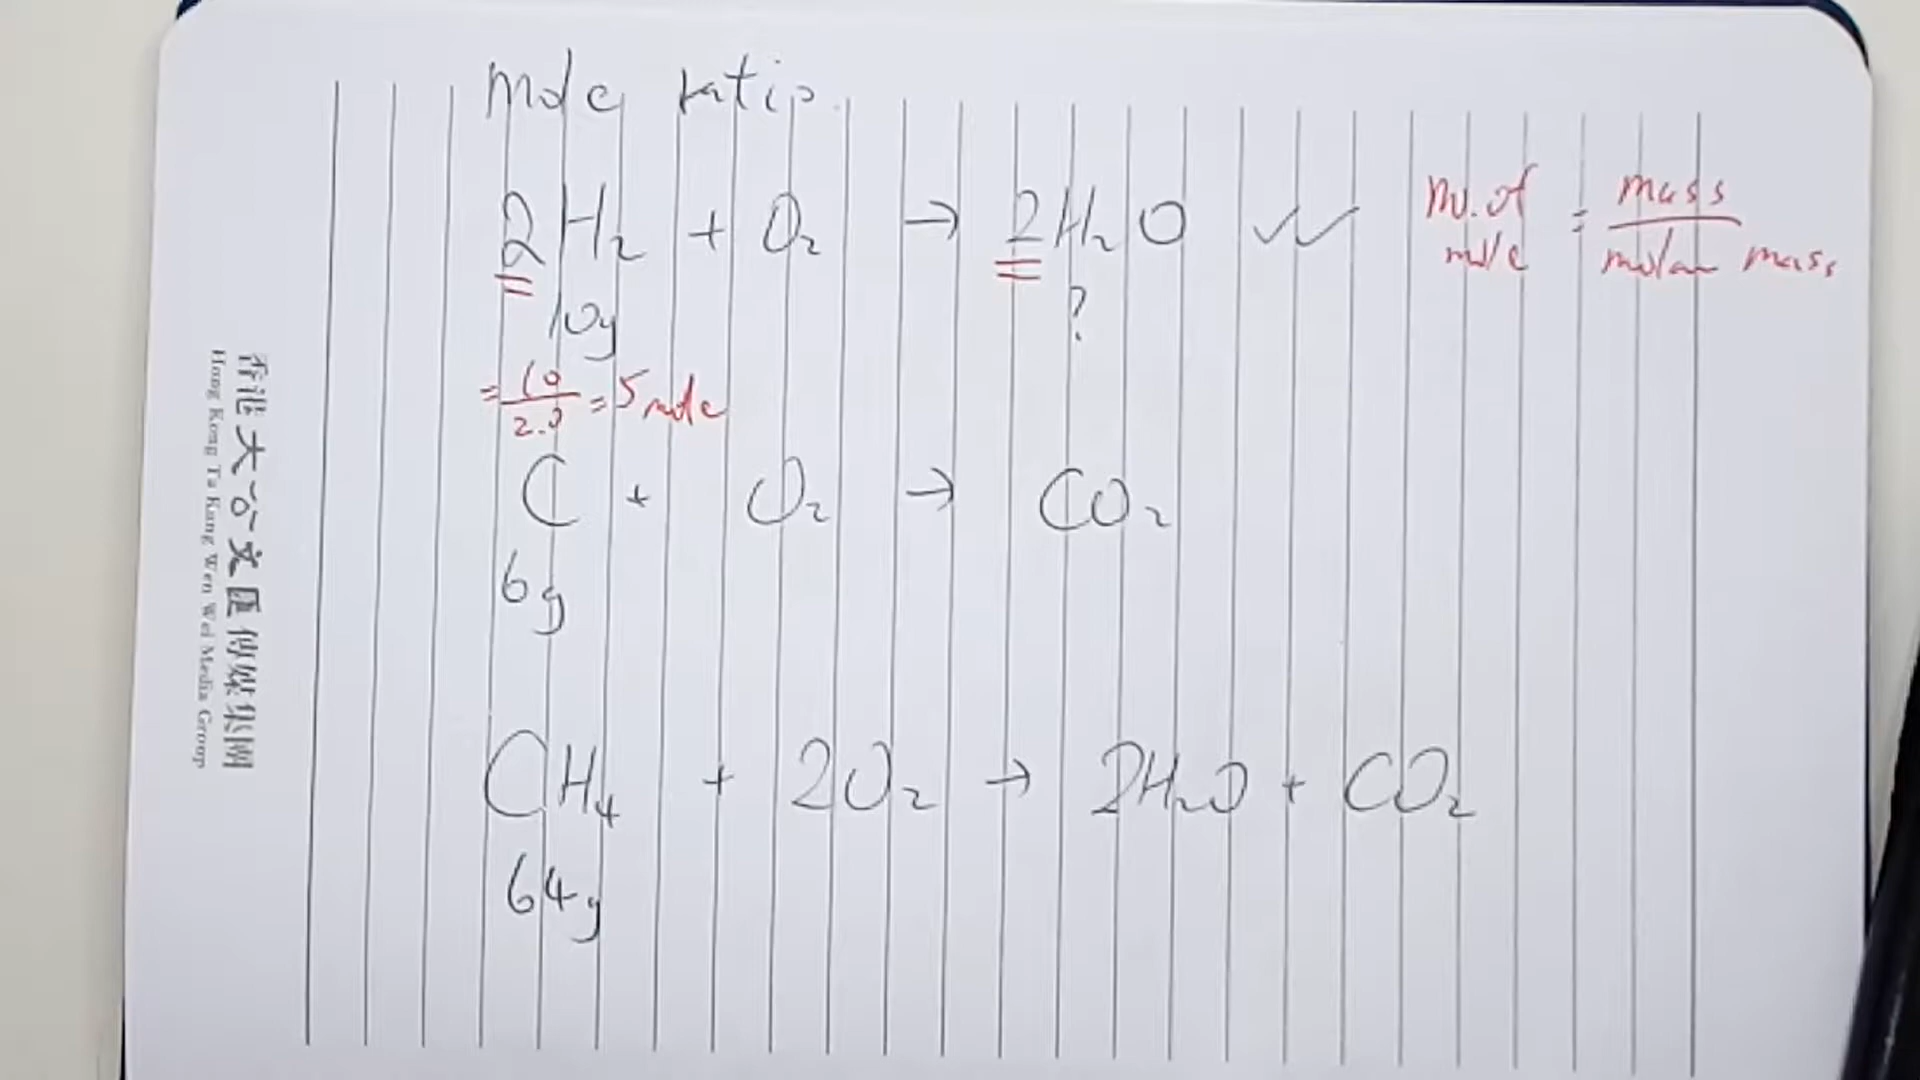 mole ratio.
2H₂ + O₂ → 2H₂O
no. of mole = mass / molar mass
10g ?
= 10/2.0 = 5 mole
C + O₂ → CO₂
6g
CH₄ + 2O₂ → 2H₂O + CO₂
64g
香港大公文匯傳媒集團
Hong Kong Ta Kung Wen Wei Media Group